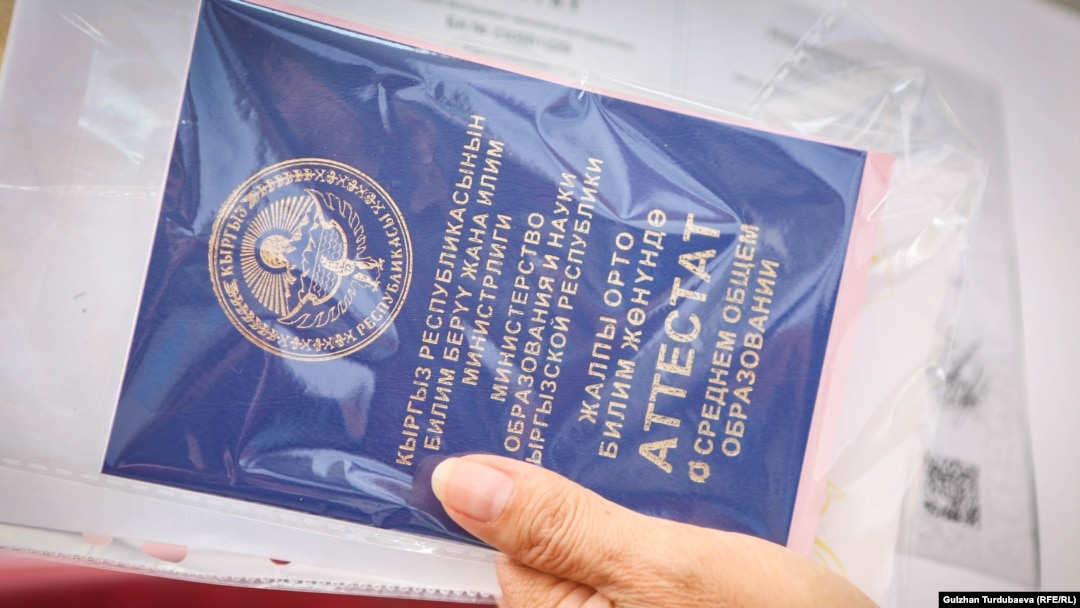 КЫРГЫЗ
РЕСПУБЛИКАСЫ
КЫРГЫЗ РЕСПУБЛИКАСЫНЫН
БИЛИМ БЕРҮҮ ЖАНА ИЛИМ
МИНИСТРЛИГИ
МИНИСТЕРСТВО
ОБРАЗОВАНИЯ И НАУКИ
ЫРГЫЗСКОЙ РЕСПУБЛИКИ
ЖАЛПЫ ОРТО
БИЛИМ ЖӨНҮНДӨ
АТТЕСТАТ
О СРЕДНЕМ ОБЩЕМ
ОБРАЗОВАНИИ
Gulzhan Turdubaeva (RFE/RL)